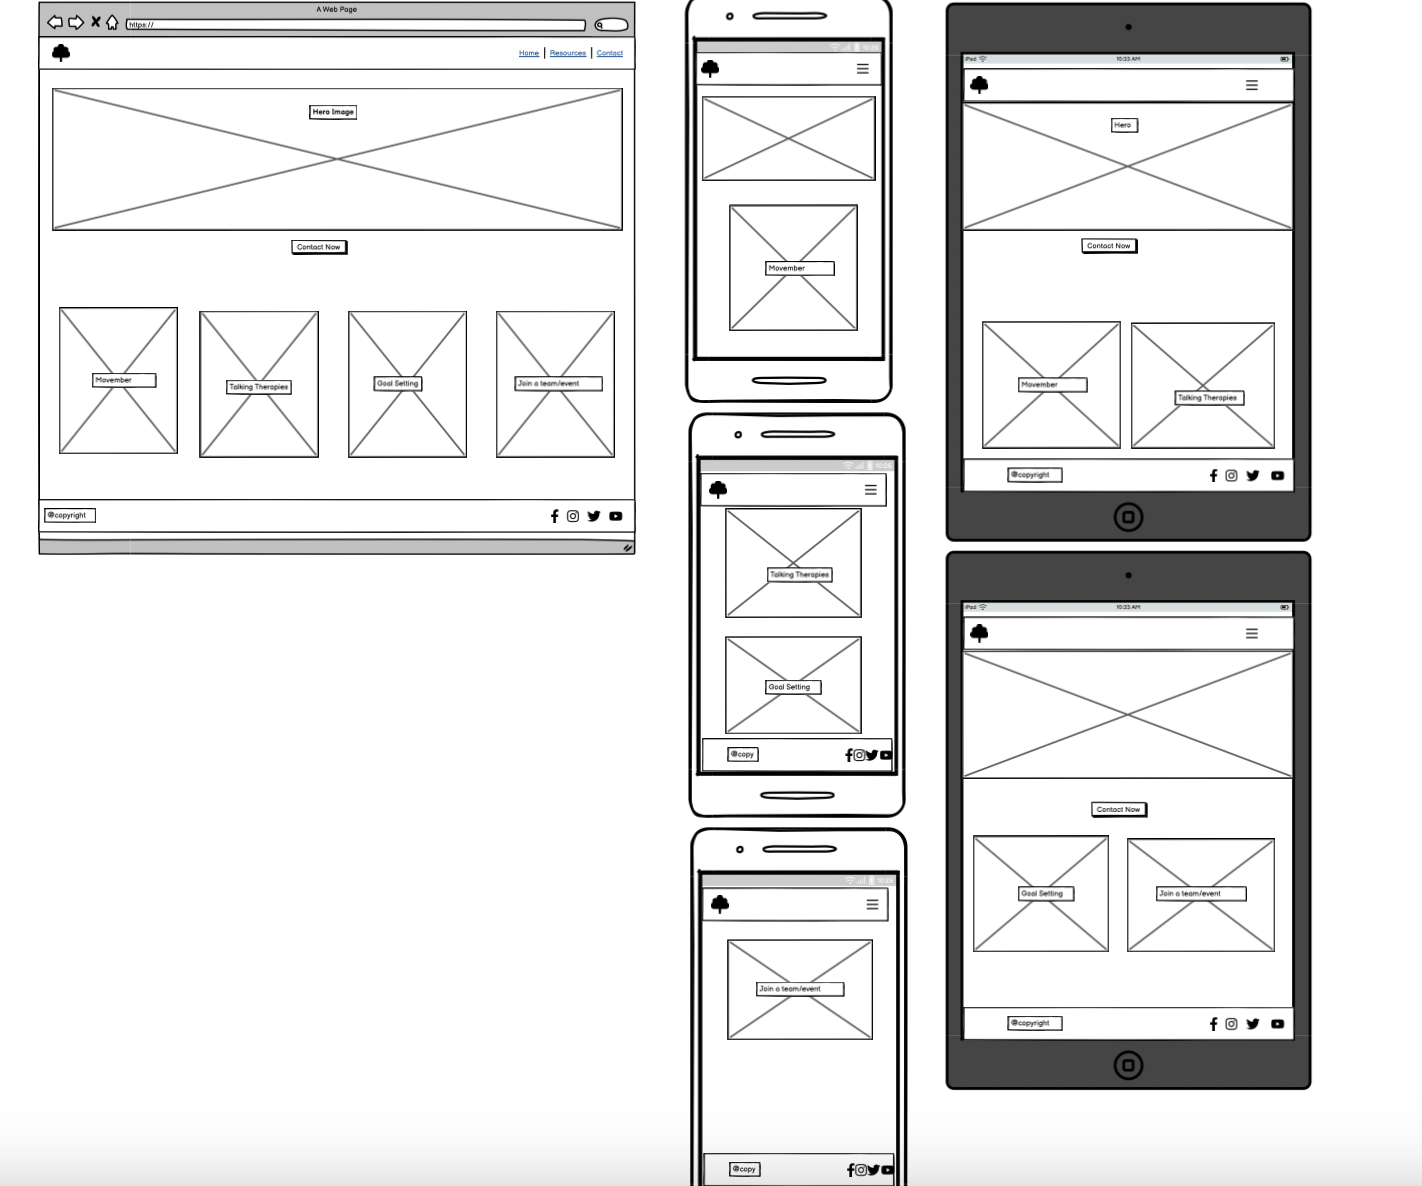 A Web Page
https://
Home | Resources | Contact
Hero Image
Contact Now
Movember
Talking Therapies
Goal Setting
Join a team/event
@copyright
Movember
Talking Therapies
Goal Setting
@copy
Join a team/event
@copy
iPad
10:33 AM
Hero
Contact Now
Movember
Talking Therapies
@copyright
iPad
10:33 AM
Contact Now
Goal Setting
Join a team/event
@copyright